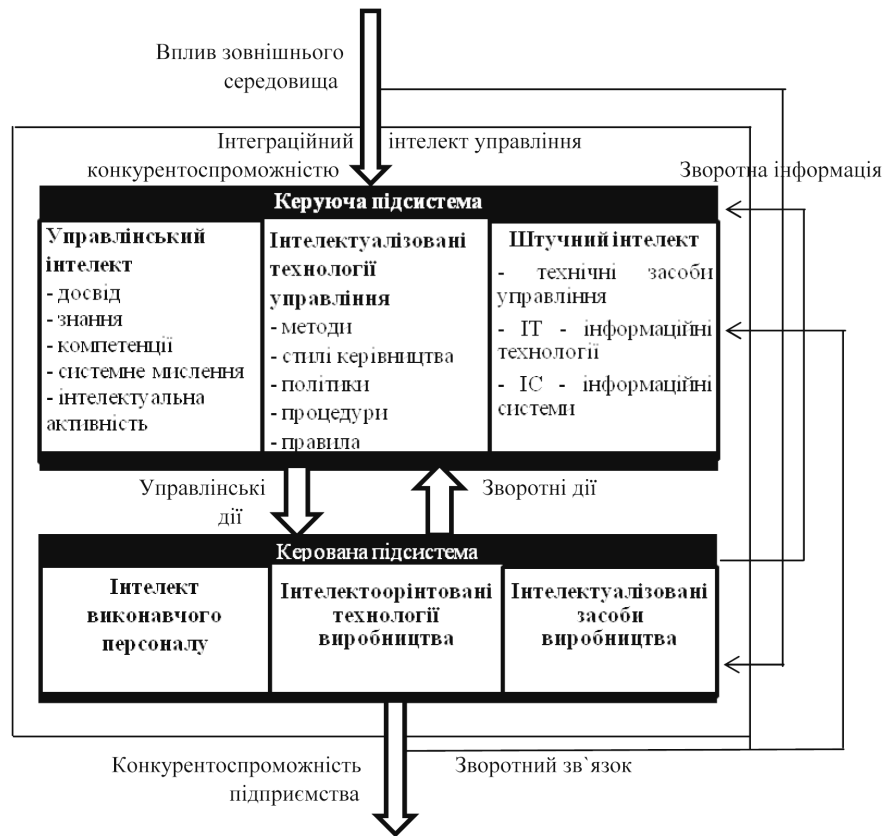 Вплив зовнішнього
середовища
Інтеграційний інтелект управління
конкурентоспроможністю
Зворотна інформація
Керуюча підсистема
Управлінський
інтелект
- досвід
- знання
- компетенції
- системне мислення
- інтелектуальна
активність
Інтелектуалізовані
технології
управління
- методи
- стилі керівництва
- політики
- процедури
- правила
Штучний інтелект
- технічні засоби
управління
- ІТ - інформаційні
технології
- ІС - інформаційні
системи
Управлінські
дії
Зворотні дії
Керована підсистема
Інтелект
виконавчого
персоналу
Інтелектоорінтовані
технології
виробництва
Інтелектуалізовані
засоби
виробництва
Конкурентоспроможність
підприємства
Зворотний зв`язок